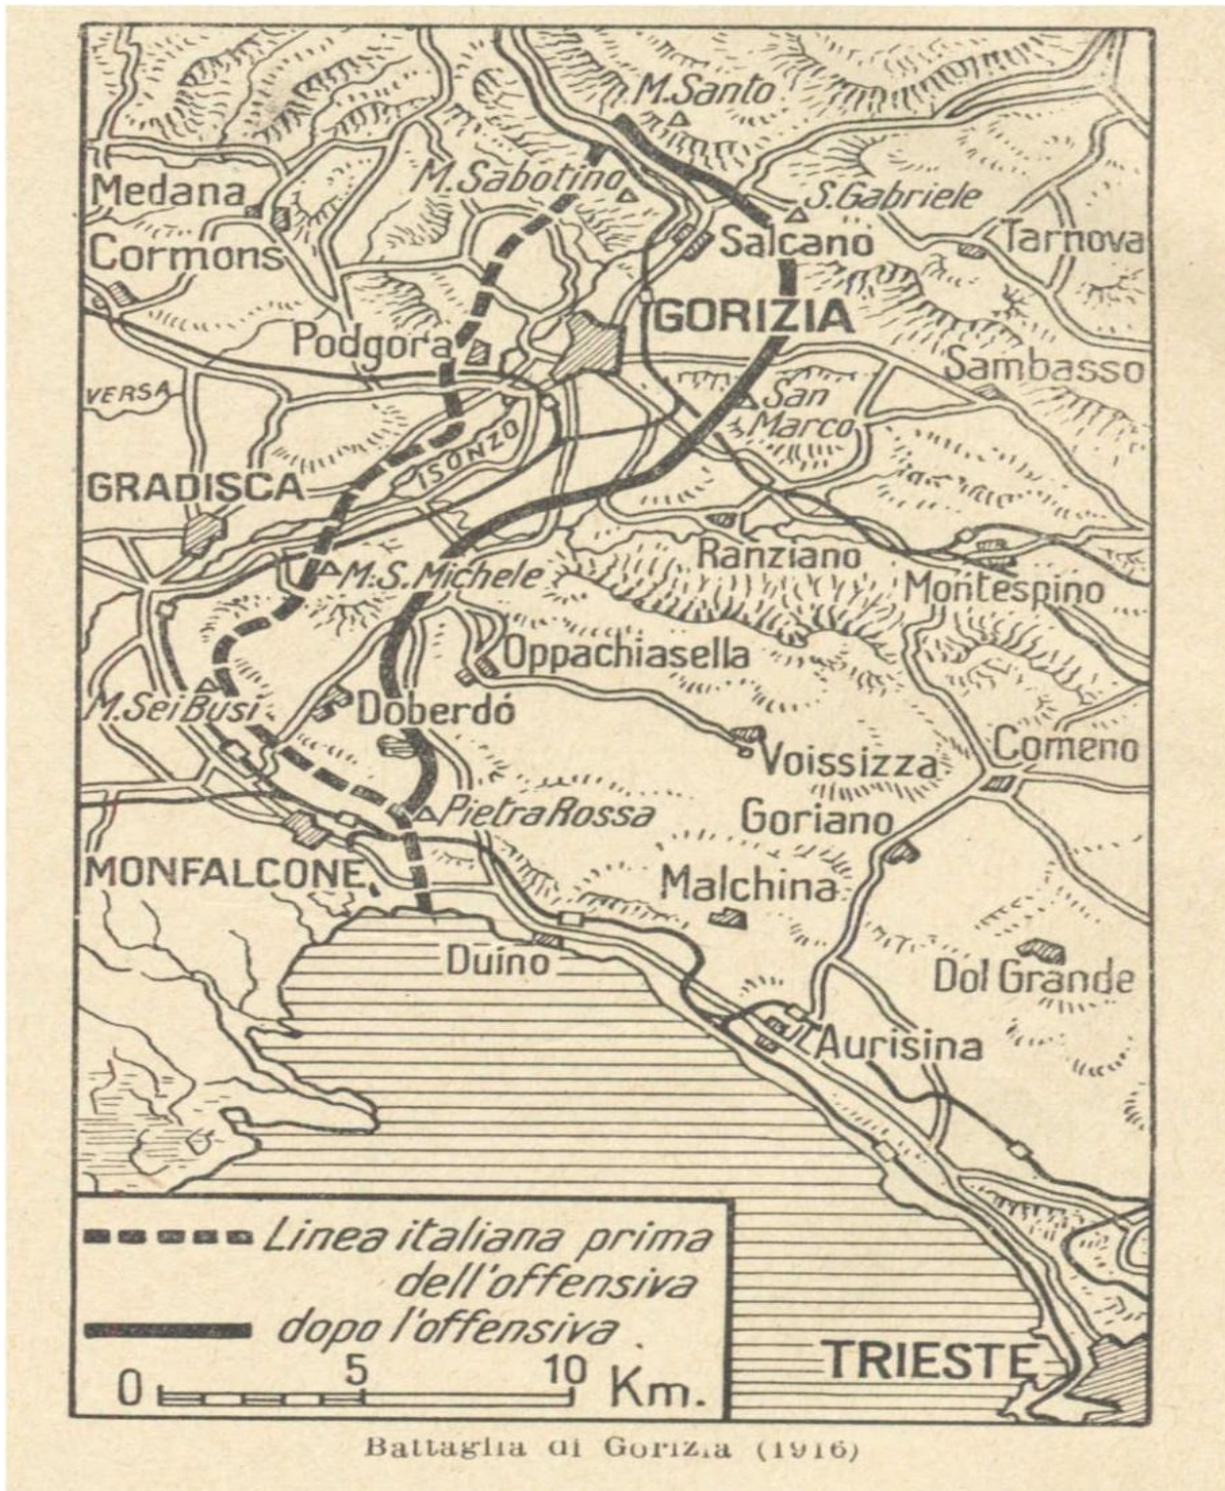 M. Santo
M. Sabotino
S. Gabriele
Medana
Salcano
Tarnova
Cormons
GORIZIA
Podgora
Sambasso
VERSA
San
Marco
ISONZO
GRADISCA
Ranziano
M.S. Michele
Montespino
Oppachiasella
M. Sei Busi
Doberdó
Voissizza
Comeno
Pietra Rossa
Goriano
MONFALCONE
Malchina
Duino
Dol Grande
Aurisina
Linea italiana prima
dell'offensiva
dopo l'offensiva
0 5 10 Km.
TRIESTE
Battaglia di Gorizia (1916)